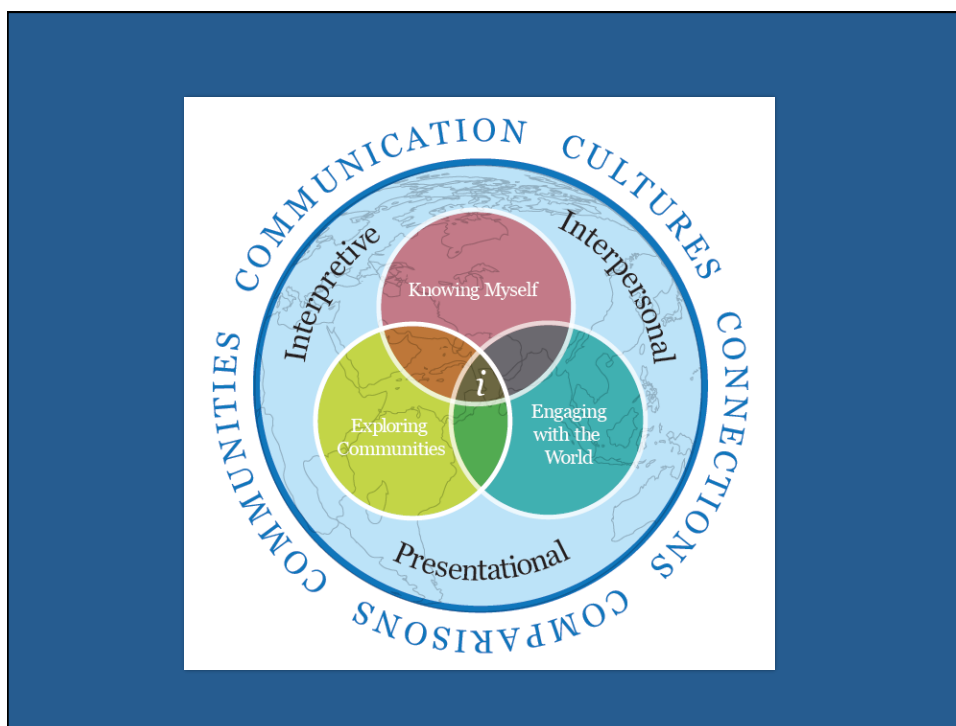 COMMUNICATION CULTURES CONNECTIONS COMPARISONS COMMUNITIES
Interpretive
Interpersonal
Presentational
Knowing Myself
i
Exploring
Communities
Engaging
with the
World